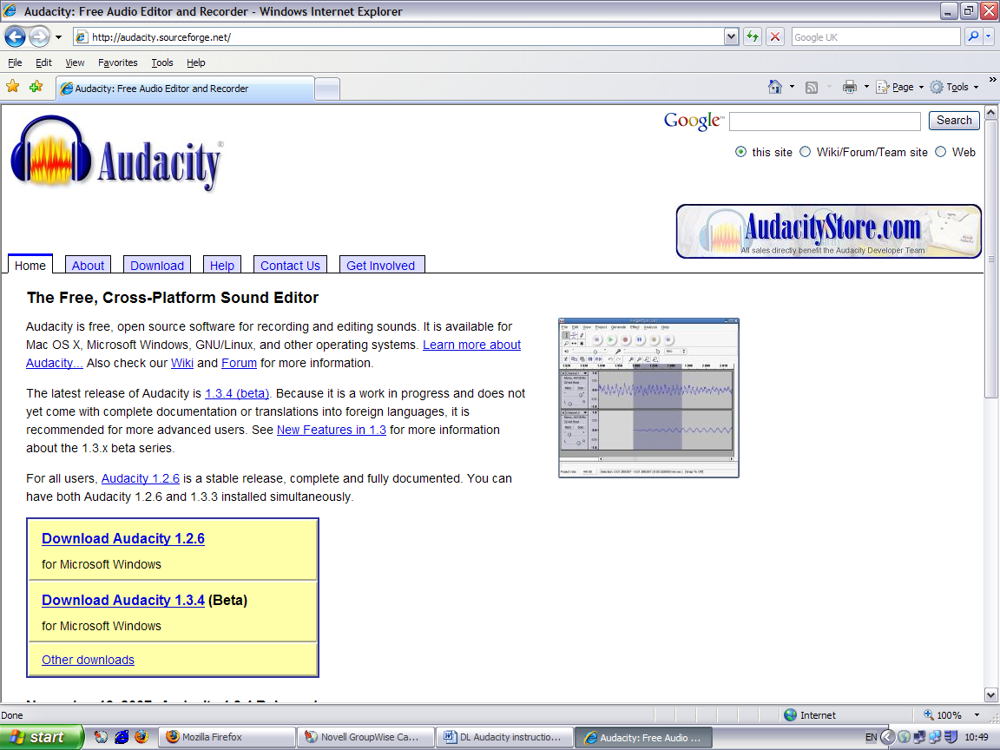 Audacity: Free Audio Editor and Recorder - Windows Internet Explorer
http://audacity.sourceforge.net/
Google UK
File Edit View Favorites Tools Help
Audacity: Free Audio Editor and Recorder
Page Tools »
Audacity®
Google™
Search
this site Wiki/Forum/Team site Web
AudacityStore.com
All sales directly benefit the Audacity Developer Team
Home About Download Help Contact Us Get Involved
The Free, Cross-Platform Sound Editor
Audacity is free, open source software for recording and editing sounds. It is available for
Mac OS X, Microsoft Windows, GNU/Linux, and other operating systems. Learn more about
Audacity... Also check our Wiki and Forum for more information.
The latest release of Audacity is 1.3.4 (beta). Because it is a work in progress and does not
yet come with complete documentation or translations into foreign languages, it is
recommended for more advanced users. See New Features in 1.3 for more information
about the 1.3.x beta series.
For all users, Audacity 1.2.6 is a stable release, complete and fully documented. You can
have both Audacity 1.2.6 and 1.3.3 installed simultaneously.
Download Audacity 1.2.6
for Microsoft Windows
Download Audacity 1.3.4 (Beta)
for Microsoft Windows
Other downloads
Done
Internet
100%
start
Mozilla Firefox
Novell GroupWise Ca...
DL Audacity instructio...
Audacity: Free Audio ...
EN
10:49